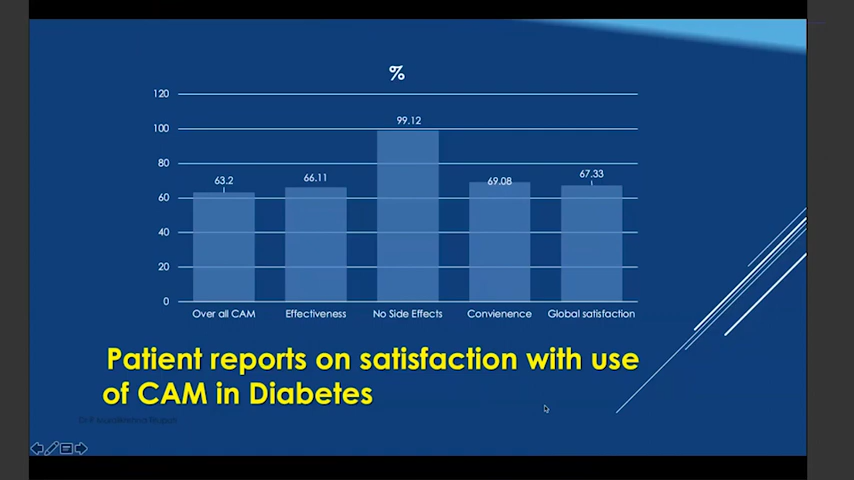 %
120
100
80
60
40
20
0
63.2
66.11
99.12
69.08
67.33
Over all CAM
Effectiveness
No Side Effects
Convienence
Global satisfaction
Patient reports on satisfaction with use
of CAM in Diabetes